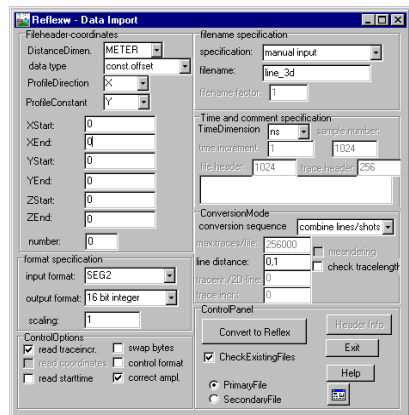 Reflexw - Data Import
Fileheader-coordinates
DistanceDimen. METER
data type const.offset
ProfileDirection X
ProfileConstant Y
XStart: 0
XEnd: 0
YStart: 0
YEnd: 0
ZStart: 0
ZEnd: 0
number: 0
format specification
input format: SEG2
output format: 16 bit integer
scaling: 1
ControlOptions
read traceincr. swap bytes
read coordinates control format
read starttime correct ampl.
filename specification
specification: manual input
filename: line_3d
filename factor: 1
Time and comment specification
TimeDimension ns sample number:
time increment 1 1024
file header: 1024 trace header: 256
ConversionMode
conversion sequence combine lines/shots
max.traces/file: 256000 meandering
line distance: 0,1 check tracelength
tracenr./2D-line: 0
trace incr.: 0
ControlPanel
Convert to Reflex Header Info
CheckExistingFiles Exit
Help
PrimaryFile
SecondaryFile